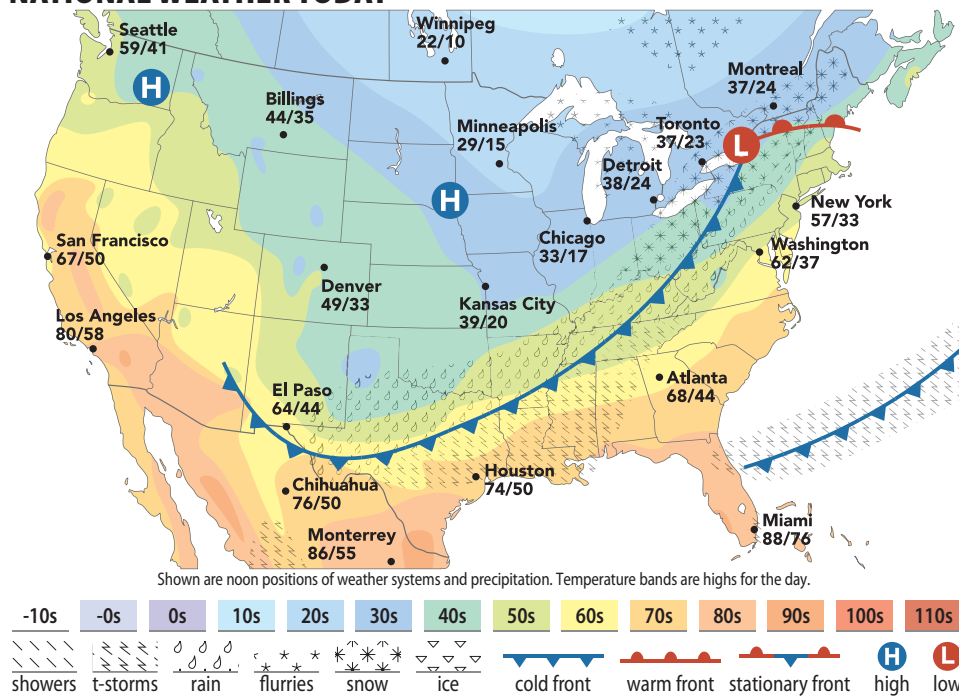 NATIONAL WEATHER TODAY
Seattle
59/41
Winnipeg
22/10
H
Billings
44/35
Montreal
37/24
Minneapolis
29/15
Toronto
37/23
L
Detroit
38/24
H
New York
57/33
San Francisco
67/50
Chicago
33/17
Washington
62/37
Denver
49/33
Kansas City
39/20
Los Angeles
80/58
El Paso
64/44
Atlanta
68/44
Houston
74/50
Chihuahua
76/50
Monterrey
86/55
Miami
88/76
Shown are noon positions of weather systems and precipitation. Temperature bands are highs for the day.
-10s -0s 0s 10s 20s 30s 40s 50s 60s 70s 80s 90s 100s 110s
H L
showers t-storms rain flurries snow ice cold front warm front stationary front high low